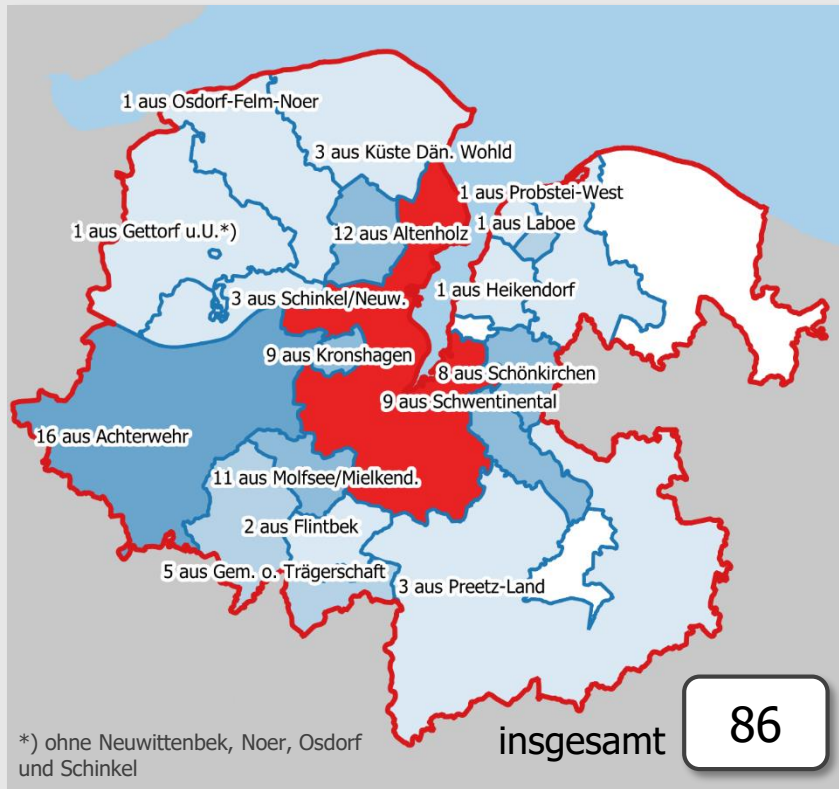 1 aus Osdorf-Felm-Noer
3 aus Küste Dän. Wohld
1 aus Probstei-West
1 aus Laboe
1 aus Gettorf u.U.*)
12 aus Altenholz
3 aus Schinkel/Neuw.
1 aus Heikendorf
9 aus Kronshagen
8 aus Schönkirchen
9 aus Schwentinental
16 aus Achterwehr
11 aus Molfsee/Mielkend.
2 aus Flintbek
5 aus Gem. o. Trägerschaft
3 aus Preetz-Land
*) ohne Neuwittenbek, Noer, Osdorf
und Schinkel
insgesamt 86